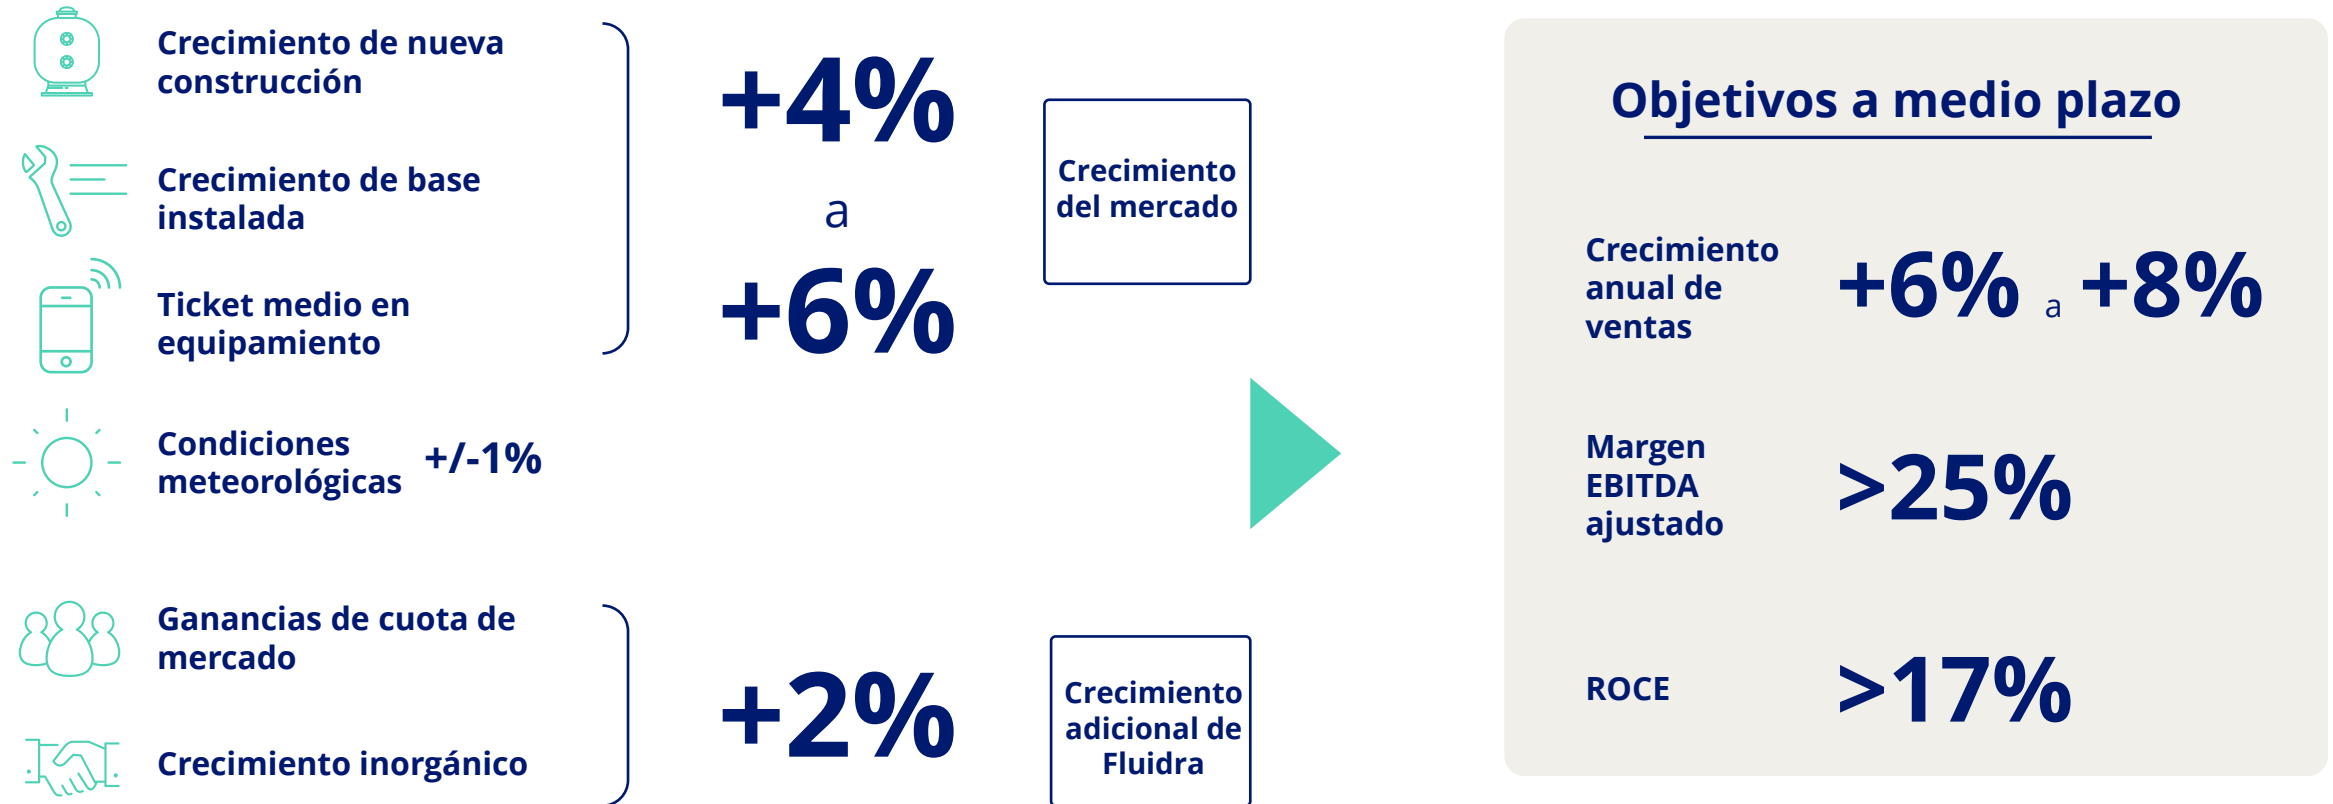 Crecimiento de nueva
construcción
Crecimiento de base
instalada
Ticket medio en
equipamiento
+4%
a
+6%
Crecimiento
del mercado
Condiciones
meteorológicas
+/-1%
Ganancias de cuota de
mercado
Crecimiento inorgánico
+2%
Crecimiento
adicional de
Fluidra
Objetivos a medio plazo
Crecimiento
anual de
ventas
+6% a +8%
Margen
EBITDA
ajustado
>25%
ROCE
>17%